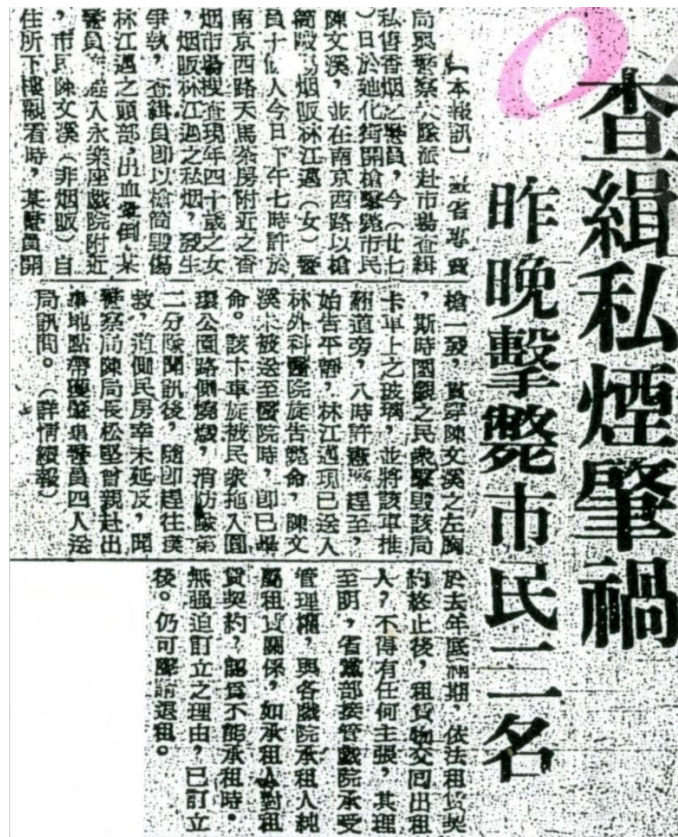 查緝私煙肇禍
昨晚擊斃市民二名
【本報訊】省專賣
局與警察大隊派赴市場查緝
私售香烟之警員,今(廿七
)日於迪化街開槍擊斃市民
陳文溪,並在南京西路以槍
筒毆傷烟販林江邁(女)警
員十餘人今日下午七時許於
南京西路天馬茶房附近之香
烟市場搜查現年四十歲之女
烟販林江邁之私烟,發生
爭執,查緝員即以槍筒毀傷
林江邁之頭部,出血暈倒,某
警員入永樂座戲院附近
,市民陳文溪(非烟販)自
住所下樓觀看時,某警員開
槍一發,貫穿陳文溪之左胸
,斯時圍觀之民衆擊毀該局
卡車上之玻璃,並將該車推
翻道旁,八時許憲警趕至,
始告平靜,林江邁現已送入
林外科醫院旋告斃命,陳文
溪未被送至醫院時,即已畢
命。該卡車旋被民衆拖入圓
環公園路側燒燬,消防隊第
二分隊聞訊後,隨卽趕往撲
救,道側民房幸未延及,聞
警察局陳局長松堅曾親赴出
事地點帶獲肇事警員四人送
局訊問。(詳情續報)
於去年底滿期,依法租賃契
約終止後,租賃物交囘出租
人,不得有任何主張,其理
至明,省黨部接管戲院承受
管理權,與各戲院承租人純
屬租賃關係,如承租人對租
賃契約,認爲不能承租時。
無强迫訂立之理由,已訂立
後。仍可聲請退租。